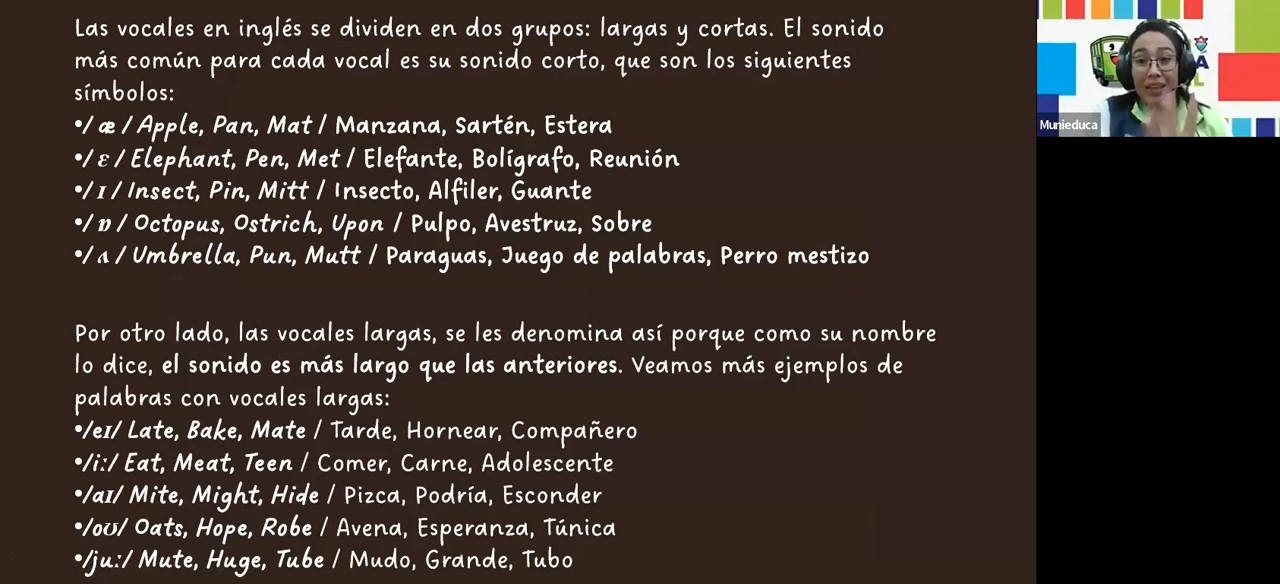 Las vocales en inglés se dividen en dos grupos: largas y cortas. El sonido
más común para cada vocal es su sonido corto, que son los siguientes
símbolos:
•/ æ / Apple, Pan, Mat / Manzana, Sartén, Estera
•/ ɛ / Elephant, Pen, Met / Elefante, Bolígrafo, Reunión
•/ ɪ / Insect, Pin, Mitt / Insecto, Alfiler, Guante
•/ ɒ / Octopus, Ostrich, Upon / Pulpo, Avestruz, Sobre
•/ ʌ / Umbrella, Pun, Mutt / Paraguas, Juego de palabras, Perro mestizo
Por otro lado, las vocales largas, se les denomina así porque como su nombre
lo dice, el sonido es más largo que las anteriores. Veamos más ejemplos de
palabras con vocales largas:
•/eɪ/ Late, Bake, Mate / Tarde, Hornear, Compañero
•/i:/ Eat, Meat, Teen / Comer, Carne, Adolescente
•/aɪ/ Mite, Might, Hide / Pizca, Podría, Esconder
•/oʊ/ Oats, Hope, Robe / Avena, Esperanza, Túnica
•/ju:/ Mute, Huge, Tube / Mudo, Grande, Tubo
Munieduca